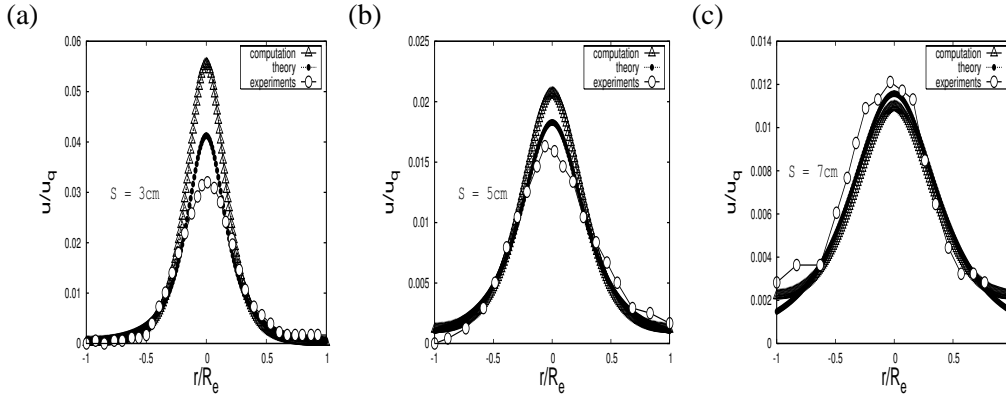 (a)
0.06
0.05
0.04
0.03
0.02
0.01
0
-1
-0.5
0
0.5
1
n/n_b
r/R_e
S = 3cm
computation
theory
experiments
(b)
0.025
0.02
0.015
0.01
0.005
0
-1
-0.5
0
0.5
1
n/n_b
r/R_e
S = 5cm
computation
theory
experiments
(c)
0.014
0.012
0.01
0.008
0.006
0.004
0.002
0
-1
-0.5
0
0.5
n/n_b
r/R_e
S = 7cm
computation
theory
experiments